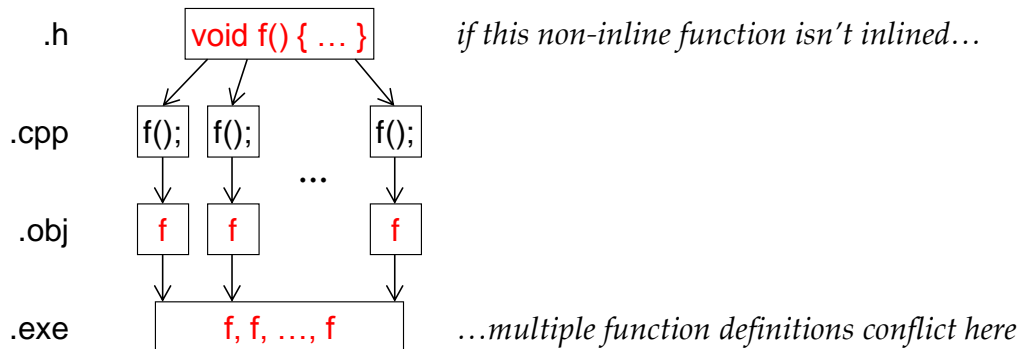 .h void f() { … } if this non-inline function isn't inlined…
.cpp f(); f(); f();
...
.obj f f f
.exe f, f, …, f …multiple function definitions conflict here